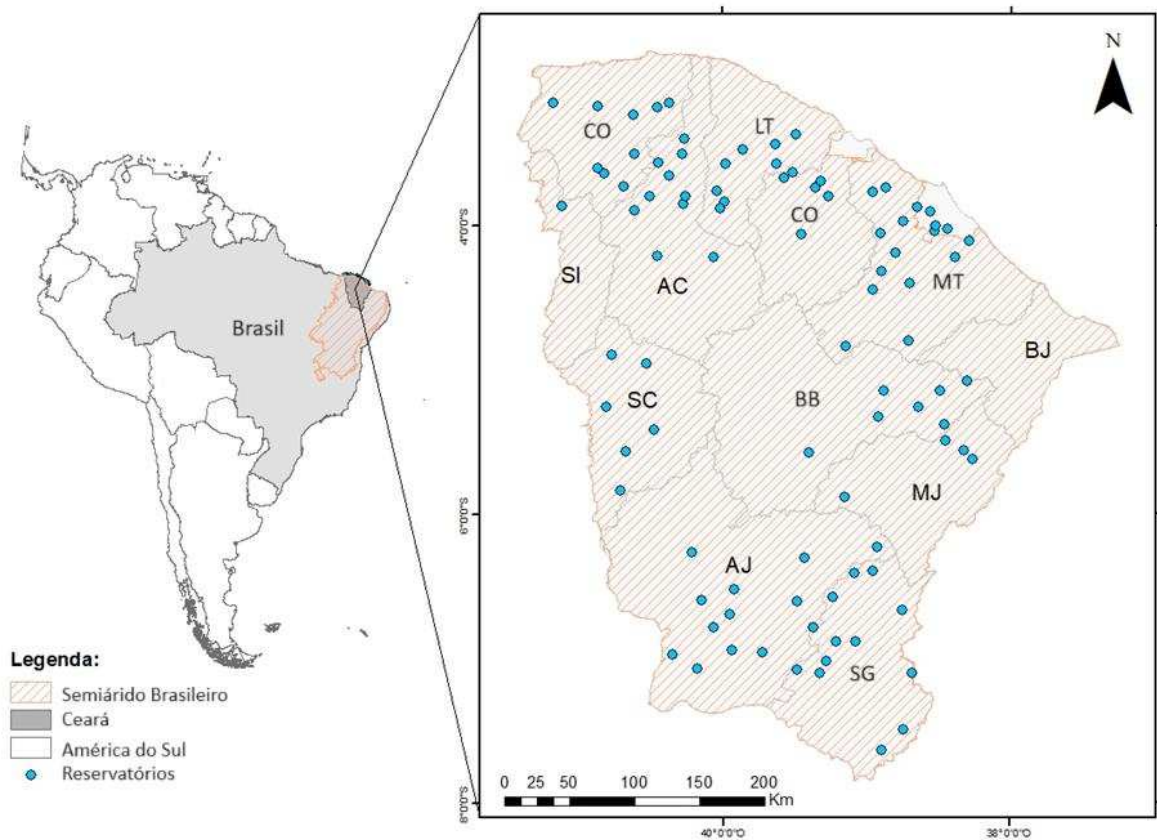 N
CO
LT
CO
SI
AC
MT
BJ
SC
BB
MJ
AJ
SG
4°0'0"S
6°0'0"S
8°0'0"S
40°0'0"O
38°0'0"O
0 25 50 100 150 200
Km
Brasil
Legenda:
Semiárido Brasileiro
Ceará
América do Sul
Reservatórios